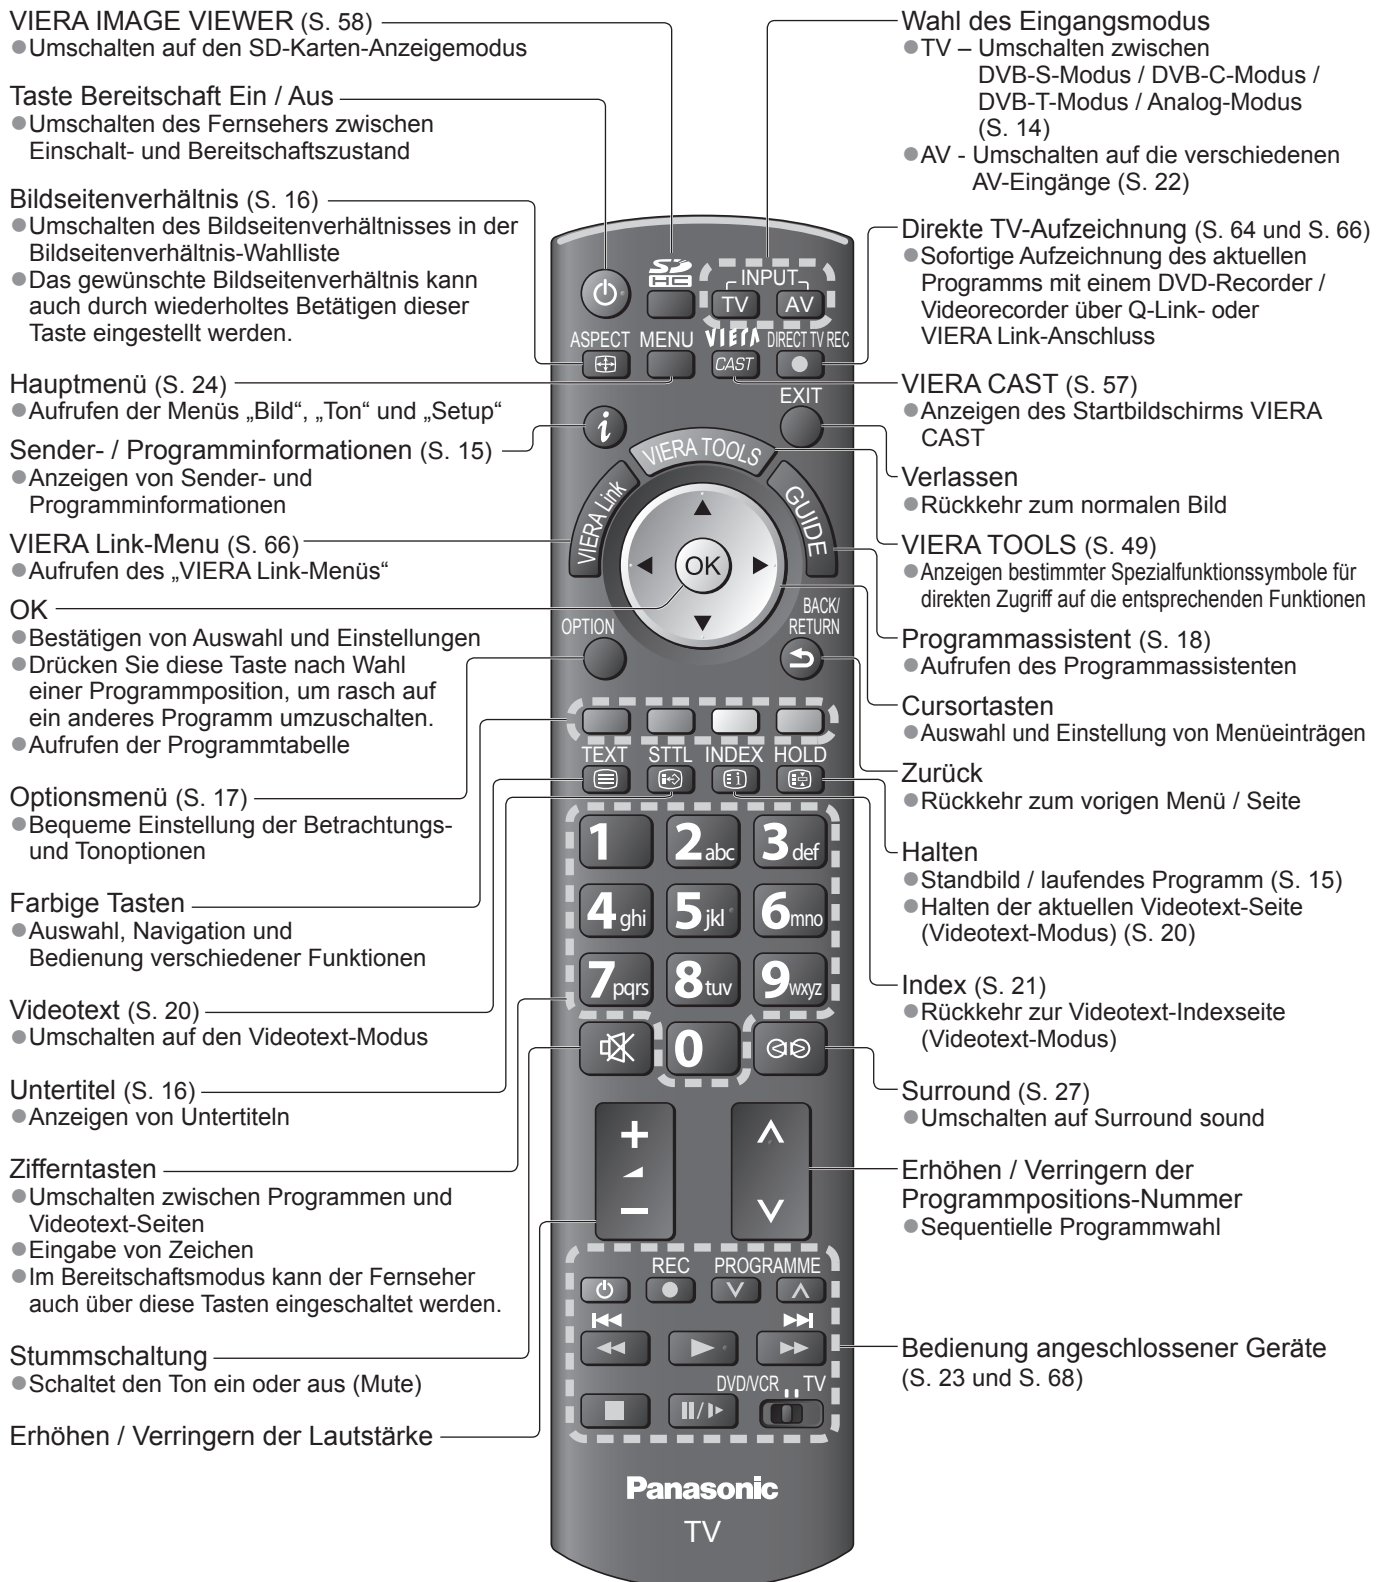 VIERA IMAGE VIEWER (S. 58)
●Umschalten auf den SD-Karten-Anzeigemodus
Taste Bereitschaft Ein / Aus
●Umschalten des Fernsehers zwischen
Einschalt- und Bereitschaftszustand
Bildseitenverhältnis (S. 16)
●Umschalten des Bildseitenverhältnisses in der
Bildseitenverhältnis-Wahlliste
●Das gewünschte Bildseitenverhältnis kann
auch durch wiederholtes Betätigen dieser
Taste eingestellt werden.
Hauptmenü (S. 24)
●Aufrufen der Menüs „Bild“, „Ton“ und „Setup“
Sender- / Programminformationen (S. 15)
●Anzeigen von Sender- und
Programminformationen
VIERA Link-Menu (S. 66)
●Aufrufen des „VIERA Link-Menüs“
OK
●Bestätigen von Auswahl und Einstellungen
●Drücken Sie diese Taste nach Wahl
einer Programmposition, um rasch auf
ein anderes Programm umzuschalten.
●Aufrufen der Programmtabelle
Optionsmenü (S. 17)
●Bequeme Einstellung der Betrachtungs-
und Tonoptionen
Farbige Tasten
●Auswahl, Navigation und
Bedienung verschiedener Funktionen
Videotext (S. 20)
●Umschalten auf den Videotext-Modus
Untertitel (S. 16)
●Anzeigen von Untertiteln
Zifferntasten
●Umschalten zwischen Programmen und
Videotext-Seiten
●Eingabe von Zeichen
●Im Bereitschaftsmodus kann der Fernseher
auch über diese Tasten eingeschaltet werden.
Stummschaltung
●Schaltet den Ton ein oder aus (Mute)
Erhöhen / Verringern der Lautstärke
SD HC
INPUT
TV AV
ASPECT MENU VIERA CAST DIRECT TV REC
EXIT
i
VIERA TOOLS
VIERA Link
GUIDE
OK
OPTION
BACK/
RETURN
TEXT STTL INDEX HOLD
1 2abc 3def
4ghi 5jkl 6mno
7pqrs 8tuv 9wxyz
0
+
−
REC PROGRAMME
DVD/VCR TV
Panasonic
TV
Wahl des Eingangsmodus
●TV – Umschalten zwischen
DVB-S-Modus / DVB-C-Modus /
DVB-T-Modus / Analog-Modus
(S. 14)
●AV - Umschalten auf die verschiedenen
AV-Eingänge (S. 22)
Direkte TV-Aufzeichnung (S. 64 und S. 66)
●Sofortige Aufzeichnung des aktuellen
Programms mit einem DVD-Recorder /
Videorecorder über Q-Link- oder
VIERA Link-Anschluss
VIERA CAST (S. 57)
●Anzeigen des Startbildschirms VIERA
CAST
Verlassen
●Rückkehr zum normalen Bild
VIERA TOOLS (S. 49)
●Anzeigen bestimmter Spezialfunktionssymbole für
direkten Zugriff auf die entsprechenden Funktionen
Programmassistent (S. 18)
●Aufrufen des Programmassistenten
Cursortasten
●Auswahl und Einstellung von Menüeinträgen
Zurück
●Rückkehr zum vorigen Menü / Seite
Halten
●Standbild / laufendes Programm (S. 15)
●Halten der aktuellen Videotext-Seite
(Videotext-Modus) (S. 20)
Index (S. 21)
●Rückkehr zur Videotext-Indexseite
(Videotext-Modus)
Surround (S. 27)
●Umschalten auf Surround sound
Erhöhen / Verringern der
Programmpositions-Nummer
●Sequentielle Programmwahl
Bedienung angeschlossener Geräte
(S. 23 und S. 68)